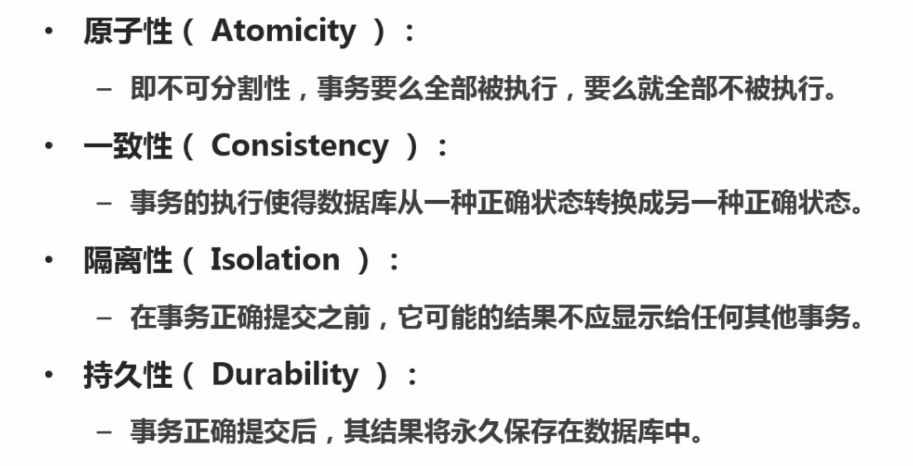 • 原子性（ Atomicity ）：
– 即不可分割性，事务要么全部被执行，要么就全部不被执行。
• 一致性（ Consistency ）：
– 事务的执行使得数据库从一种正确状态转换成另一种正确状态。
• 隔离性（ Isolation ）：
– 在事务正确提交之前，它可能的结果不应显示给任何其他事务。
• 持久性（ Durability ）：
– 事务正确提交后，其结果将永久保存在数据库中。